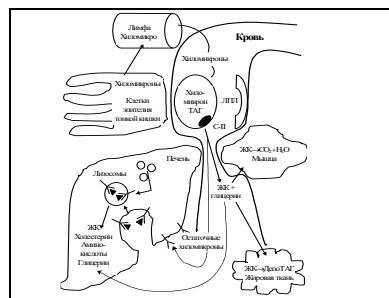 Лимфа
Хиломикро
Кровь
Хиломикроны
Хиломикроны
Клетки
эпителия
тонкой кишки
Хило-
микрон
ТАГ
ЛПЛ
С-II
ЖК→СО₂+Н₂О
Мышца
Печень
Липосомы
ЖК +
глицерин
ЖК
Холестерин
Амино-
кислоты
Глицерин
Остаточные
хиломикроны
ЖК→ДепоТАГ
Жировая ткань